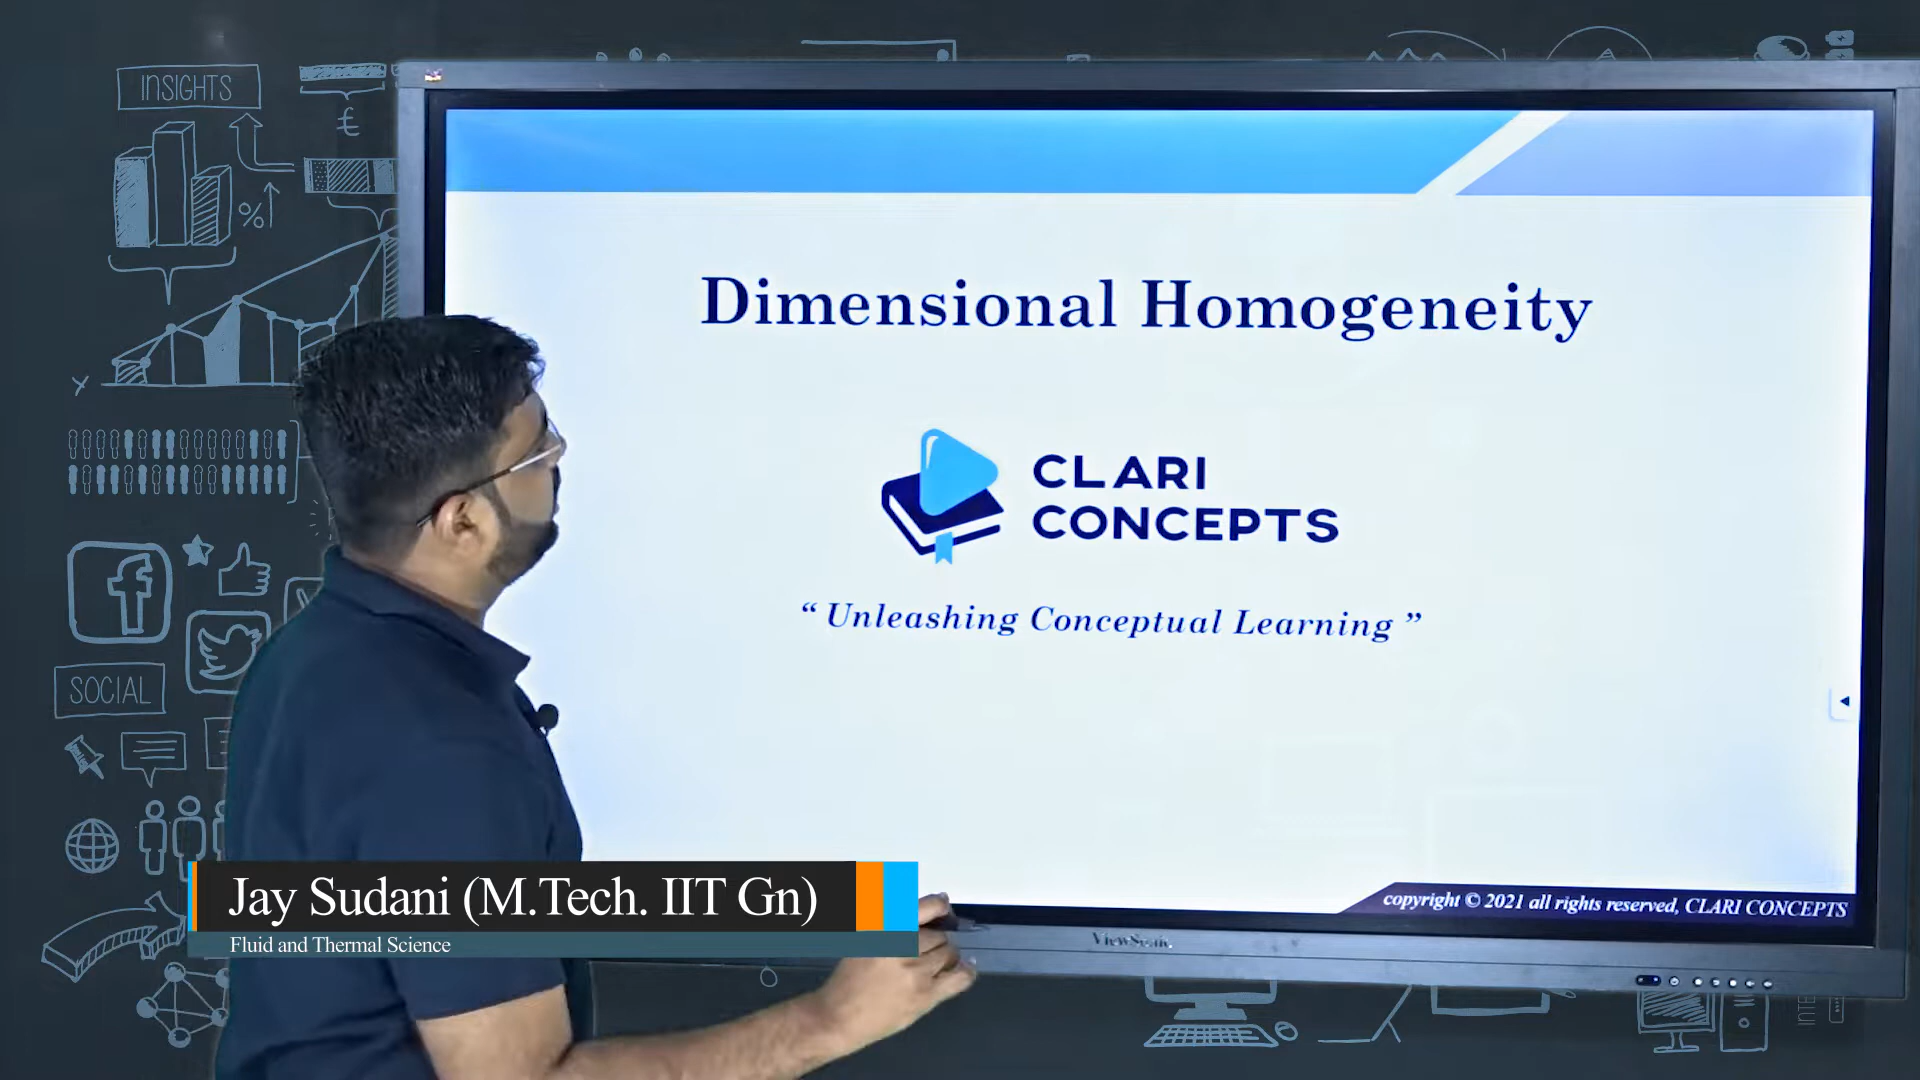 INSIGHTS
€
%
X
Dimensional Homogeneity
CLARI
CONCEPTS
“ Unleashing Conceptual Learning ”
f
SOCIAL
Jay Sudani (M.Tech. IIT Gn)
Fluid and Thermal Science
copyright © 2021 all rights reserved, CLARI CONCEPTS
ViewSonic